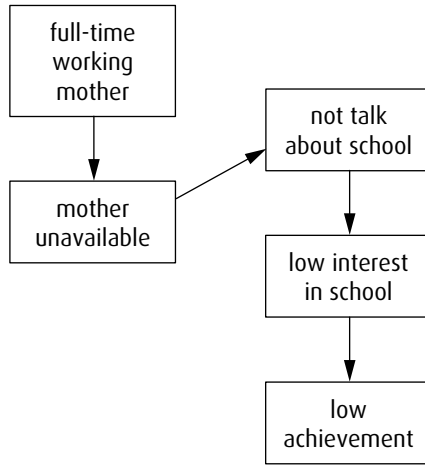 full-time
working
mother
mother
unavailable
not talk
about school
low interest
in school
low
achievement